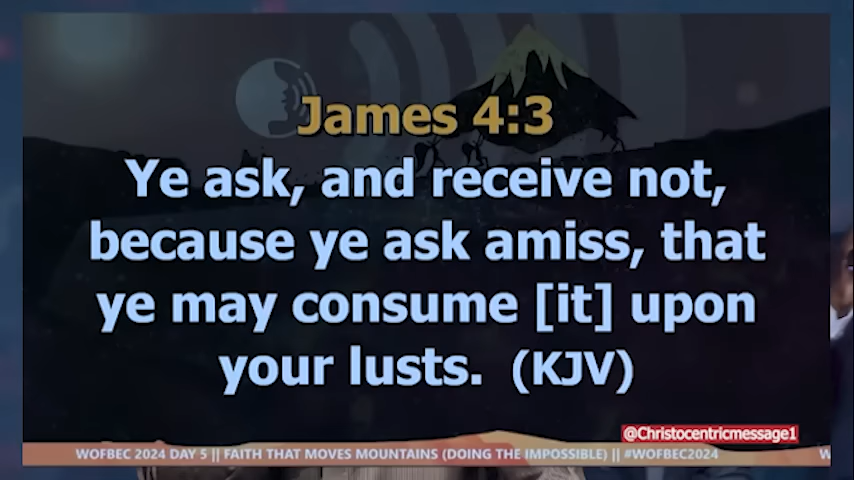 James 4:3
Ye ask, and receive not,
because ye ask amiss, that
ye may consume [it] upon
your lusts. (KJV)
@Christocentricmessage1
WOFBEC 2024 DAY 5 || FAITH THAT MOVES MOUNTAINS (DOING THE IMPOSSIBLE) || #WOFBEC2024